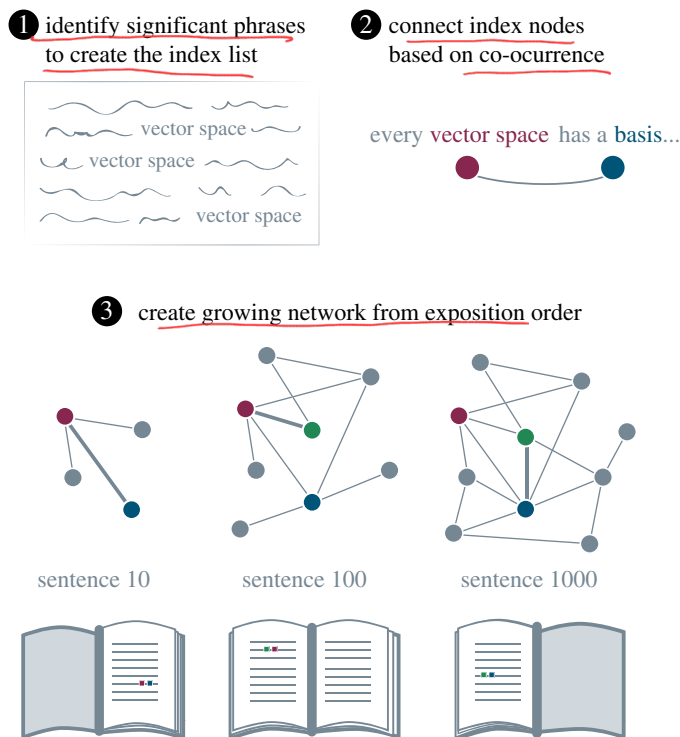 1 identify significant phrases
to create the index list
2 connect index nodes
based on co-ocurrence
vector space
vector space
vector space
every vector space has a basis...
3 create growing network from exposition order
sentence 10
sentence 100
sentence 1000